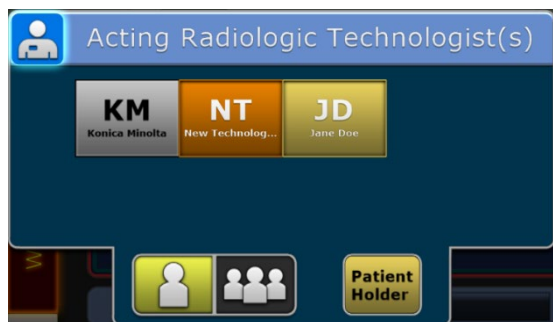 Acting Radiologic Technologist(s)
KM
Konica Minolta
NT
New Technolog...
JD
Jane Doe
Patient
Holder
W